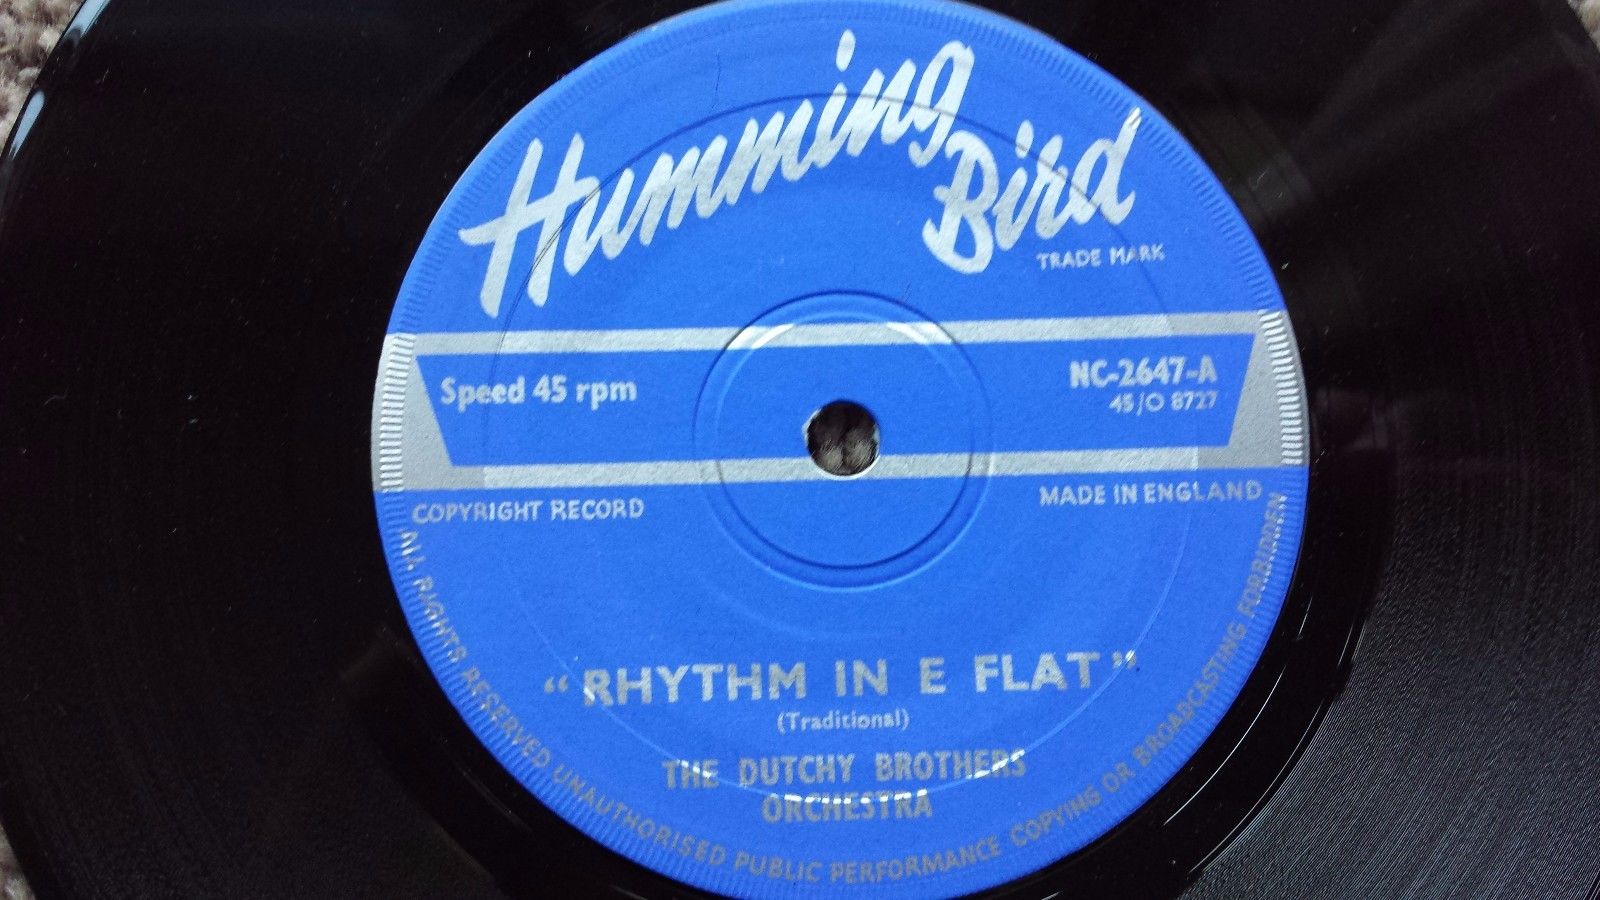 Humming
Bird
TRADE MARK
Speed 45 rpm
NC-2647-A
45/O 8727
COPYRIGHT RECORD
MADE IN ENGLAND
"RHYTHM IN E FLAT"
(Traditional)
THE DUTCHY BROTHERS
ORCHESTRA
ALL RIGHTS RESERVED UNAUTHORISED PUBLIC PERFORMANCE COPYING OR BROADCASTING FORBIDDEN